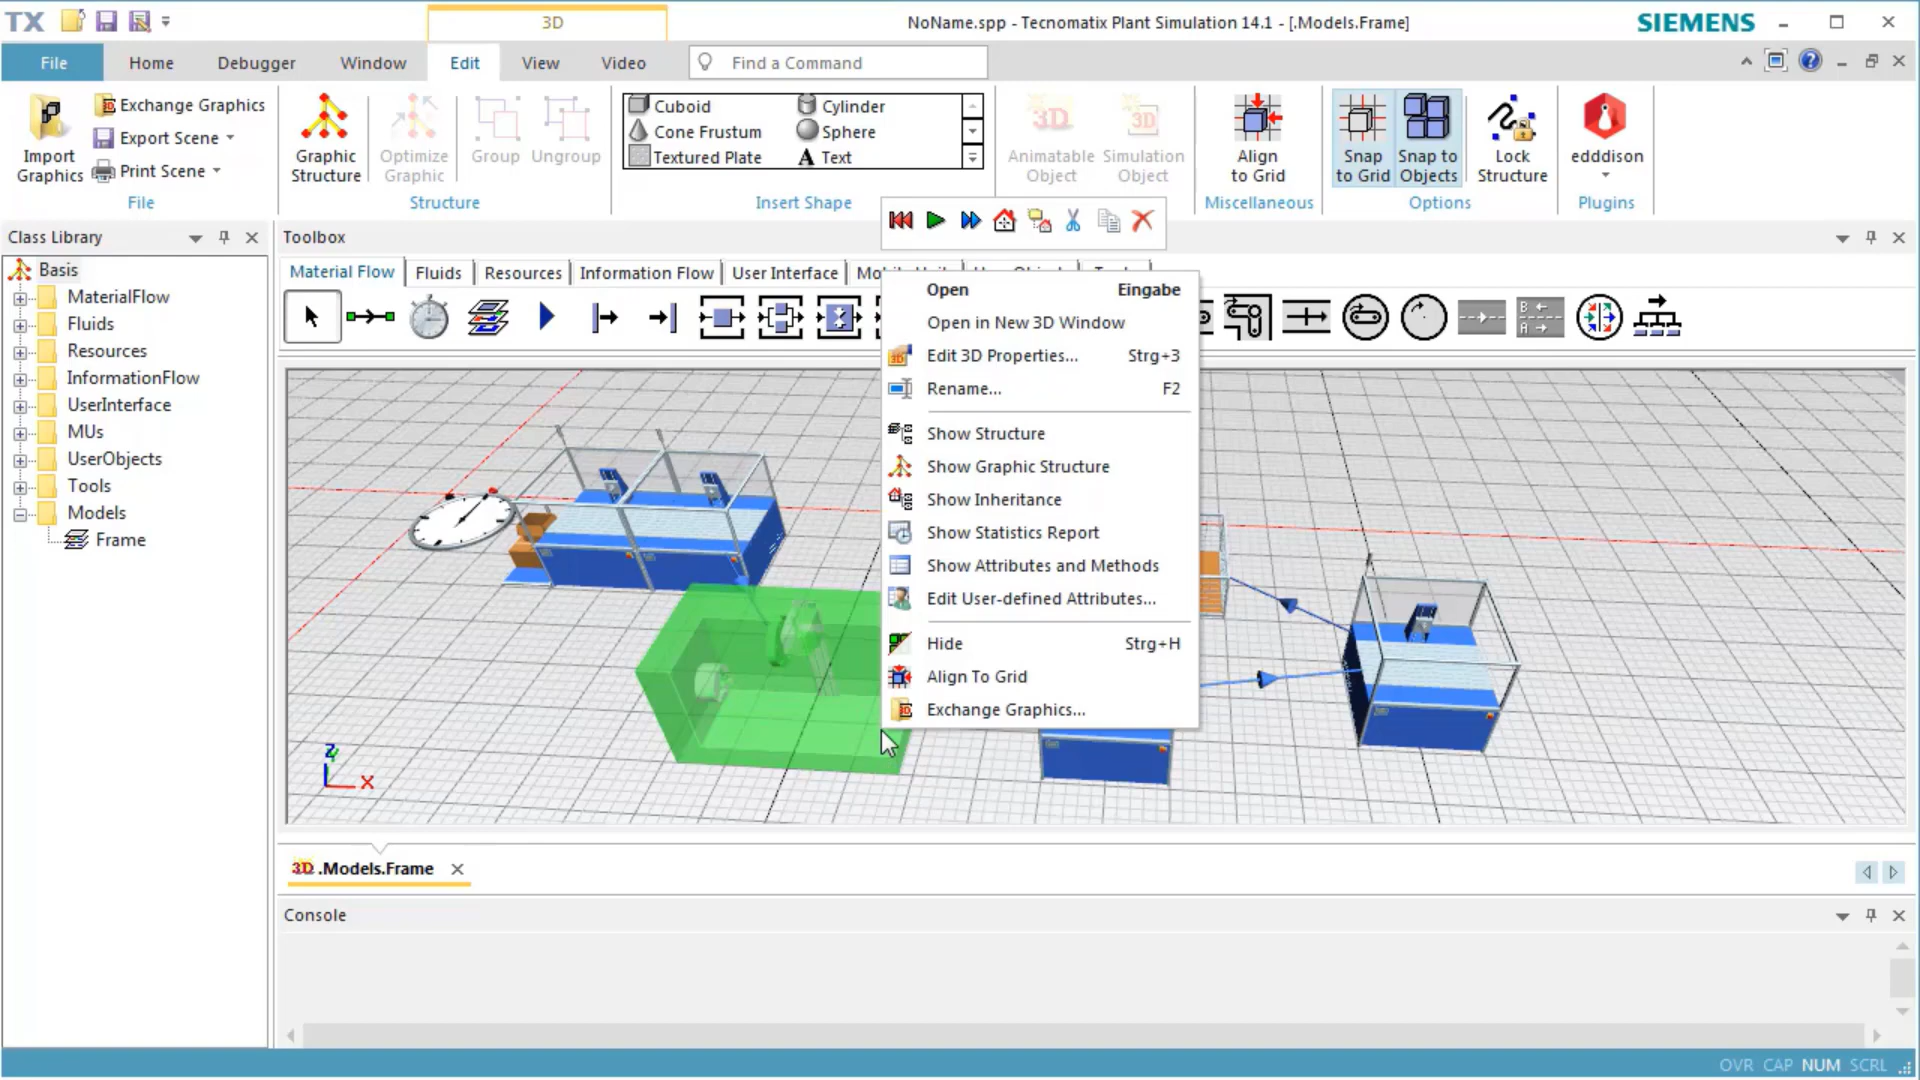 TX
3D
NoName.spp - Tecnomatix Plant Simulation 14.1 - [.Models.Frame]
SIEMENS
File Home Debugger Window Edit View Video Find a Command
Import Graphics
Exchange Graphics
Export Scene
Print Scene
File
Graphic Structure
Optimize Graphic
Group
Ungroup
Structure
Cuboid Cylinder
Cone Frustum Sphere
Textured Plate Text
Insert Shape
Animatable Object
Simulation Object
Align to Grid
Miscellaneous
Snap to Grid
Snap to Objects
Lock Structure
Options
edddison
Plugins
Class Library
Toolbox
Basis
MaterialFlow
Fluids
Resources
InformationFlow
UserInterface
MUs
UserObjects
Tools
Models
Frame
Material Flow Fluids Resources Information Flow User Interface
Open Eingabe
Open in New 3D Window
Edit 3D Properties... Strg+3
Rename... F2
Show Structure
Show Graphic Structure
Show Inheritance
Show Statistics Report
Show Attributes and Methods
Edit User-defined Attributes...
Hide Strg+H
Align To Grid
Exchange Graphics...
Z
X
3D .Models.Frame
Console
OVR CAP NUM SCRL